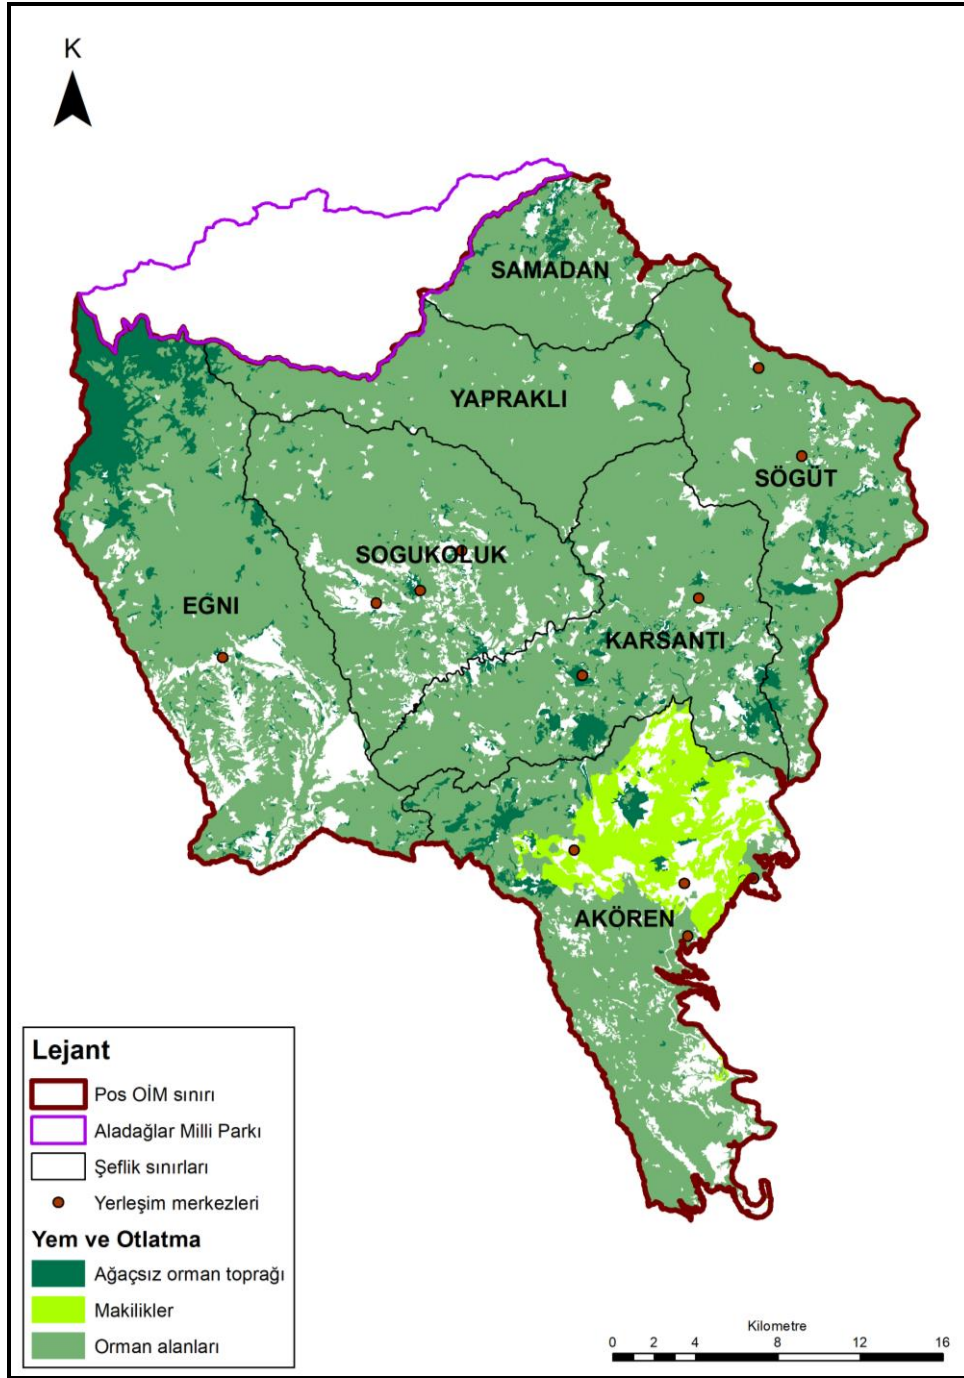 K
SAMADAN
YAPRAKLI
SÖGÜT
SOGUKOLUK
EGNI
KARSANTI
AKÖREN
Lejant
Pos OİM sınırı
Aladağlar Milli Parkı
Şeflik sınırları
Yerleşim merkezleri
Yem ve Otlatma
Ağaçsız orman toprağı
Makilikler
Orman alanları
Kilometre
0 2 4 8 12 16